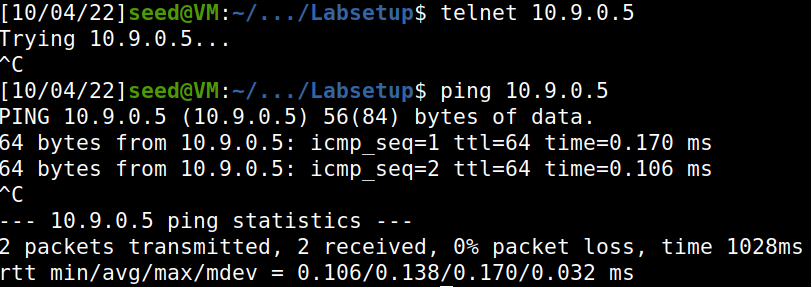 [10/04/22]seed@VM:~/.../Labsetup$ telnet 10.9.0.5
Trying 10.9.0.5...
^C
[10/04/22]seed@VM:~/.../Labsetup$ ping 10.9.0.5
PING 10.9.0.5 (10.9.0.5) 56(84) bytes of data.
64 bytes from 10.9.0.5: icmp_seq=1 ttl=64 time=0.170 ms
64 bytes from 10.9.0.5: icmp_seq=2 ttl=64 time=0.106 ms
^C
--- 10.9.0.5 ping statistics ---
2 packets transmitted, 2 received, 0% packet loss, time 1028ms
rtt min/avg/max/mdev = 0.106/0.138/0.170/0.032 ms